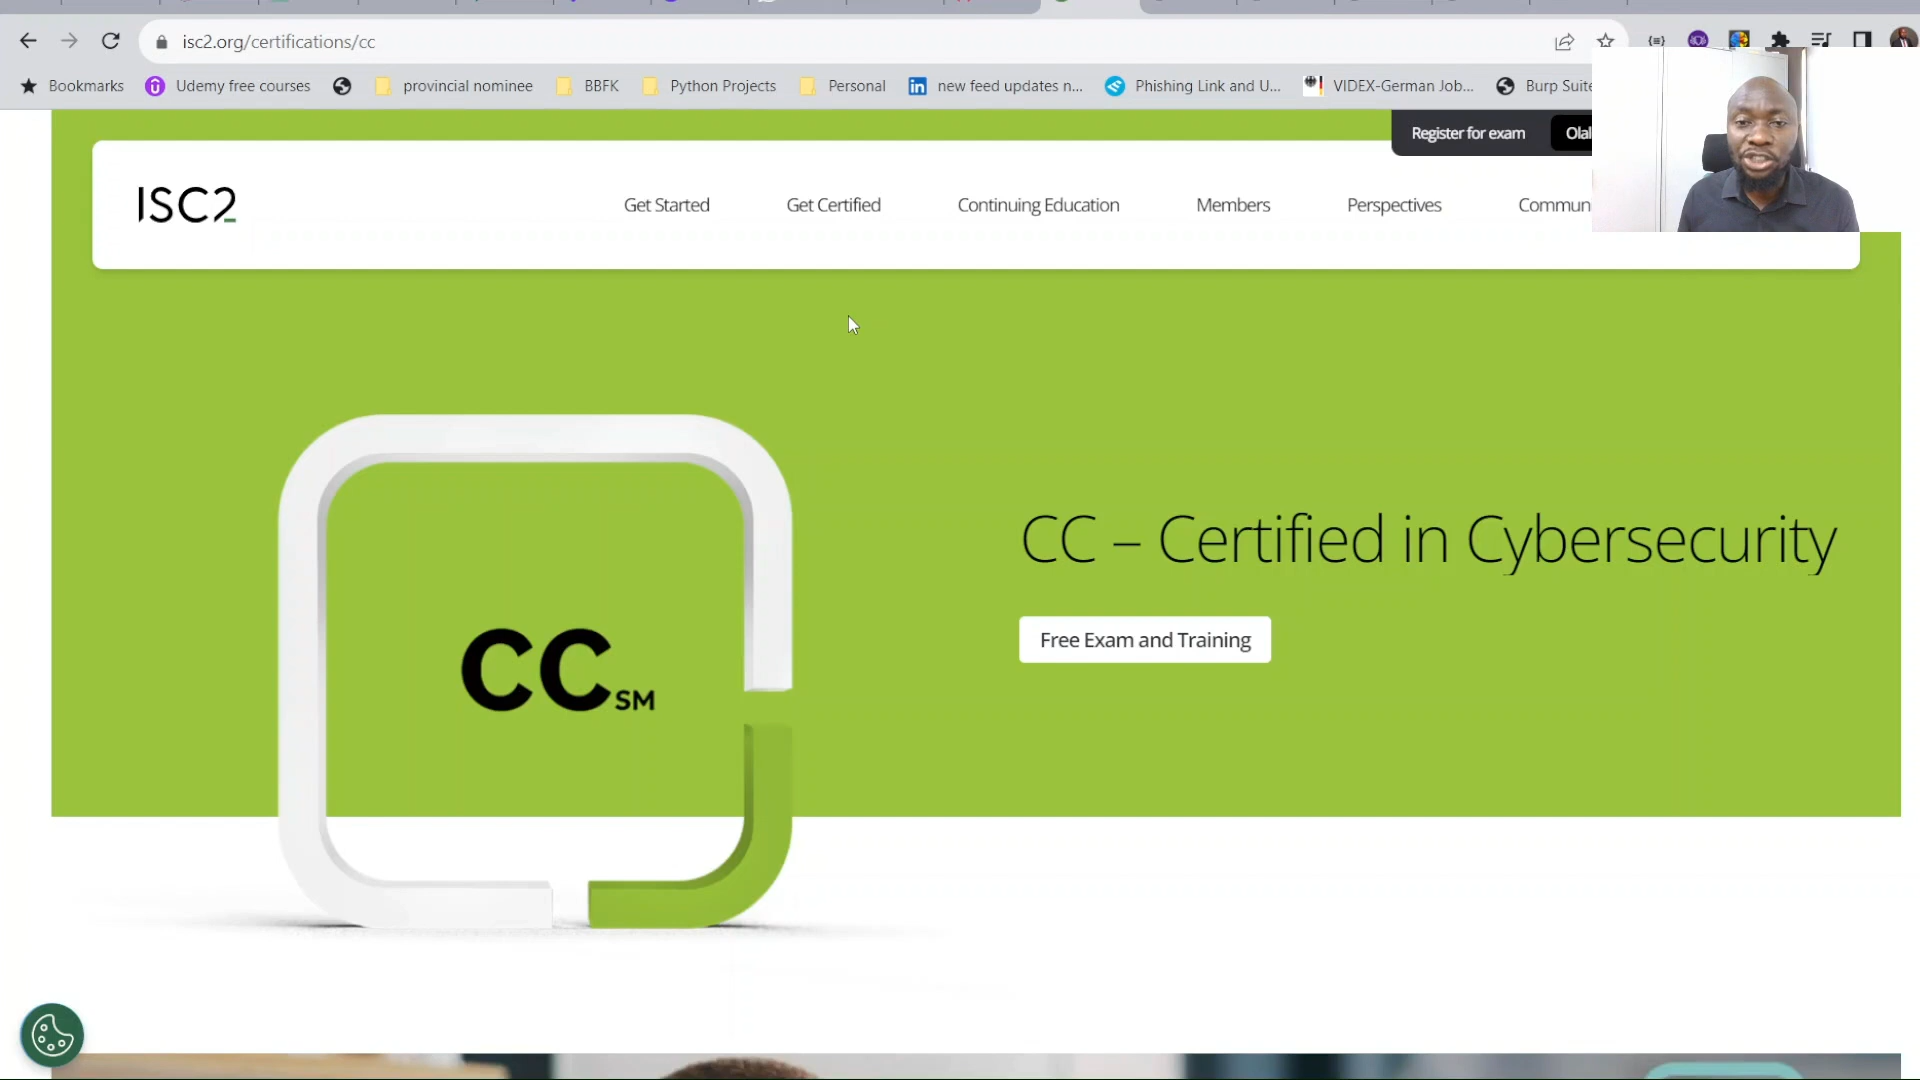 isc2.org/certifications/cc
Bookmarks Udemy free courses provincial nominee BBFK Python Projects Personal new feed updates n... Phishing Link and U... VIDEX-German Job... Burp Suite
Register for exam Olal
ISC2 Get Started Get Certified Continuing Education Members Perspectives Commun
CC – Certified in Cybersecurity
Free Exam and Training
CC SM